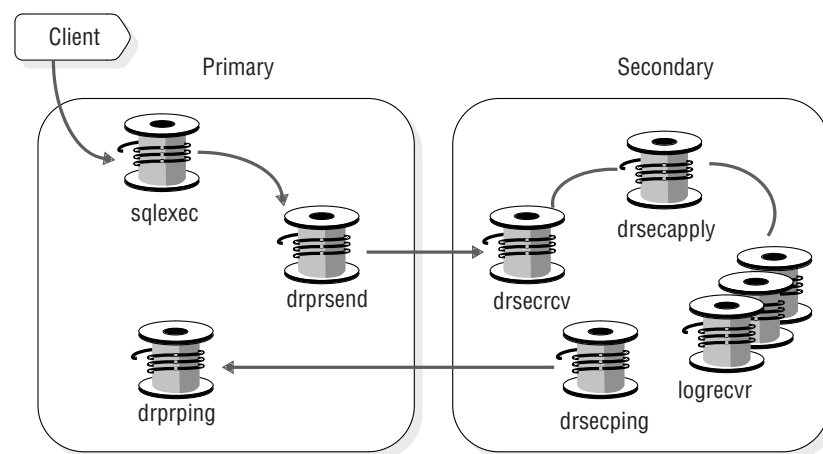 Client
Primary
Secondary
sqlexec
drprsend
drsecrcv
drsecapply
logrecvr
drprping
drsecping